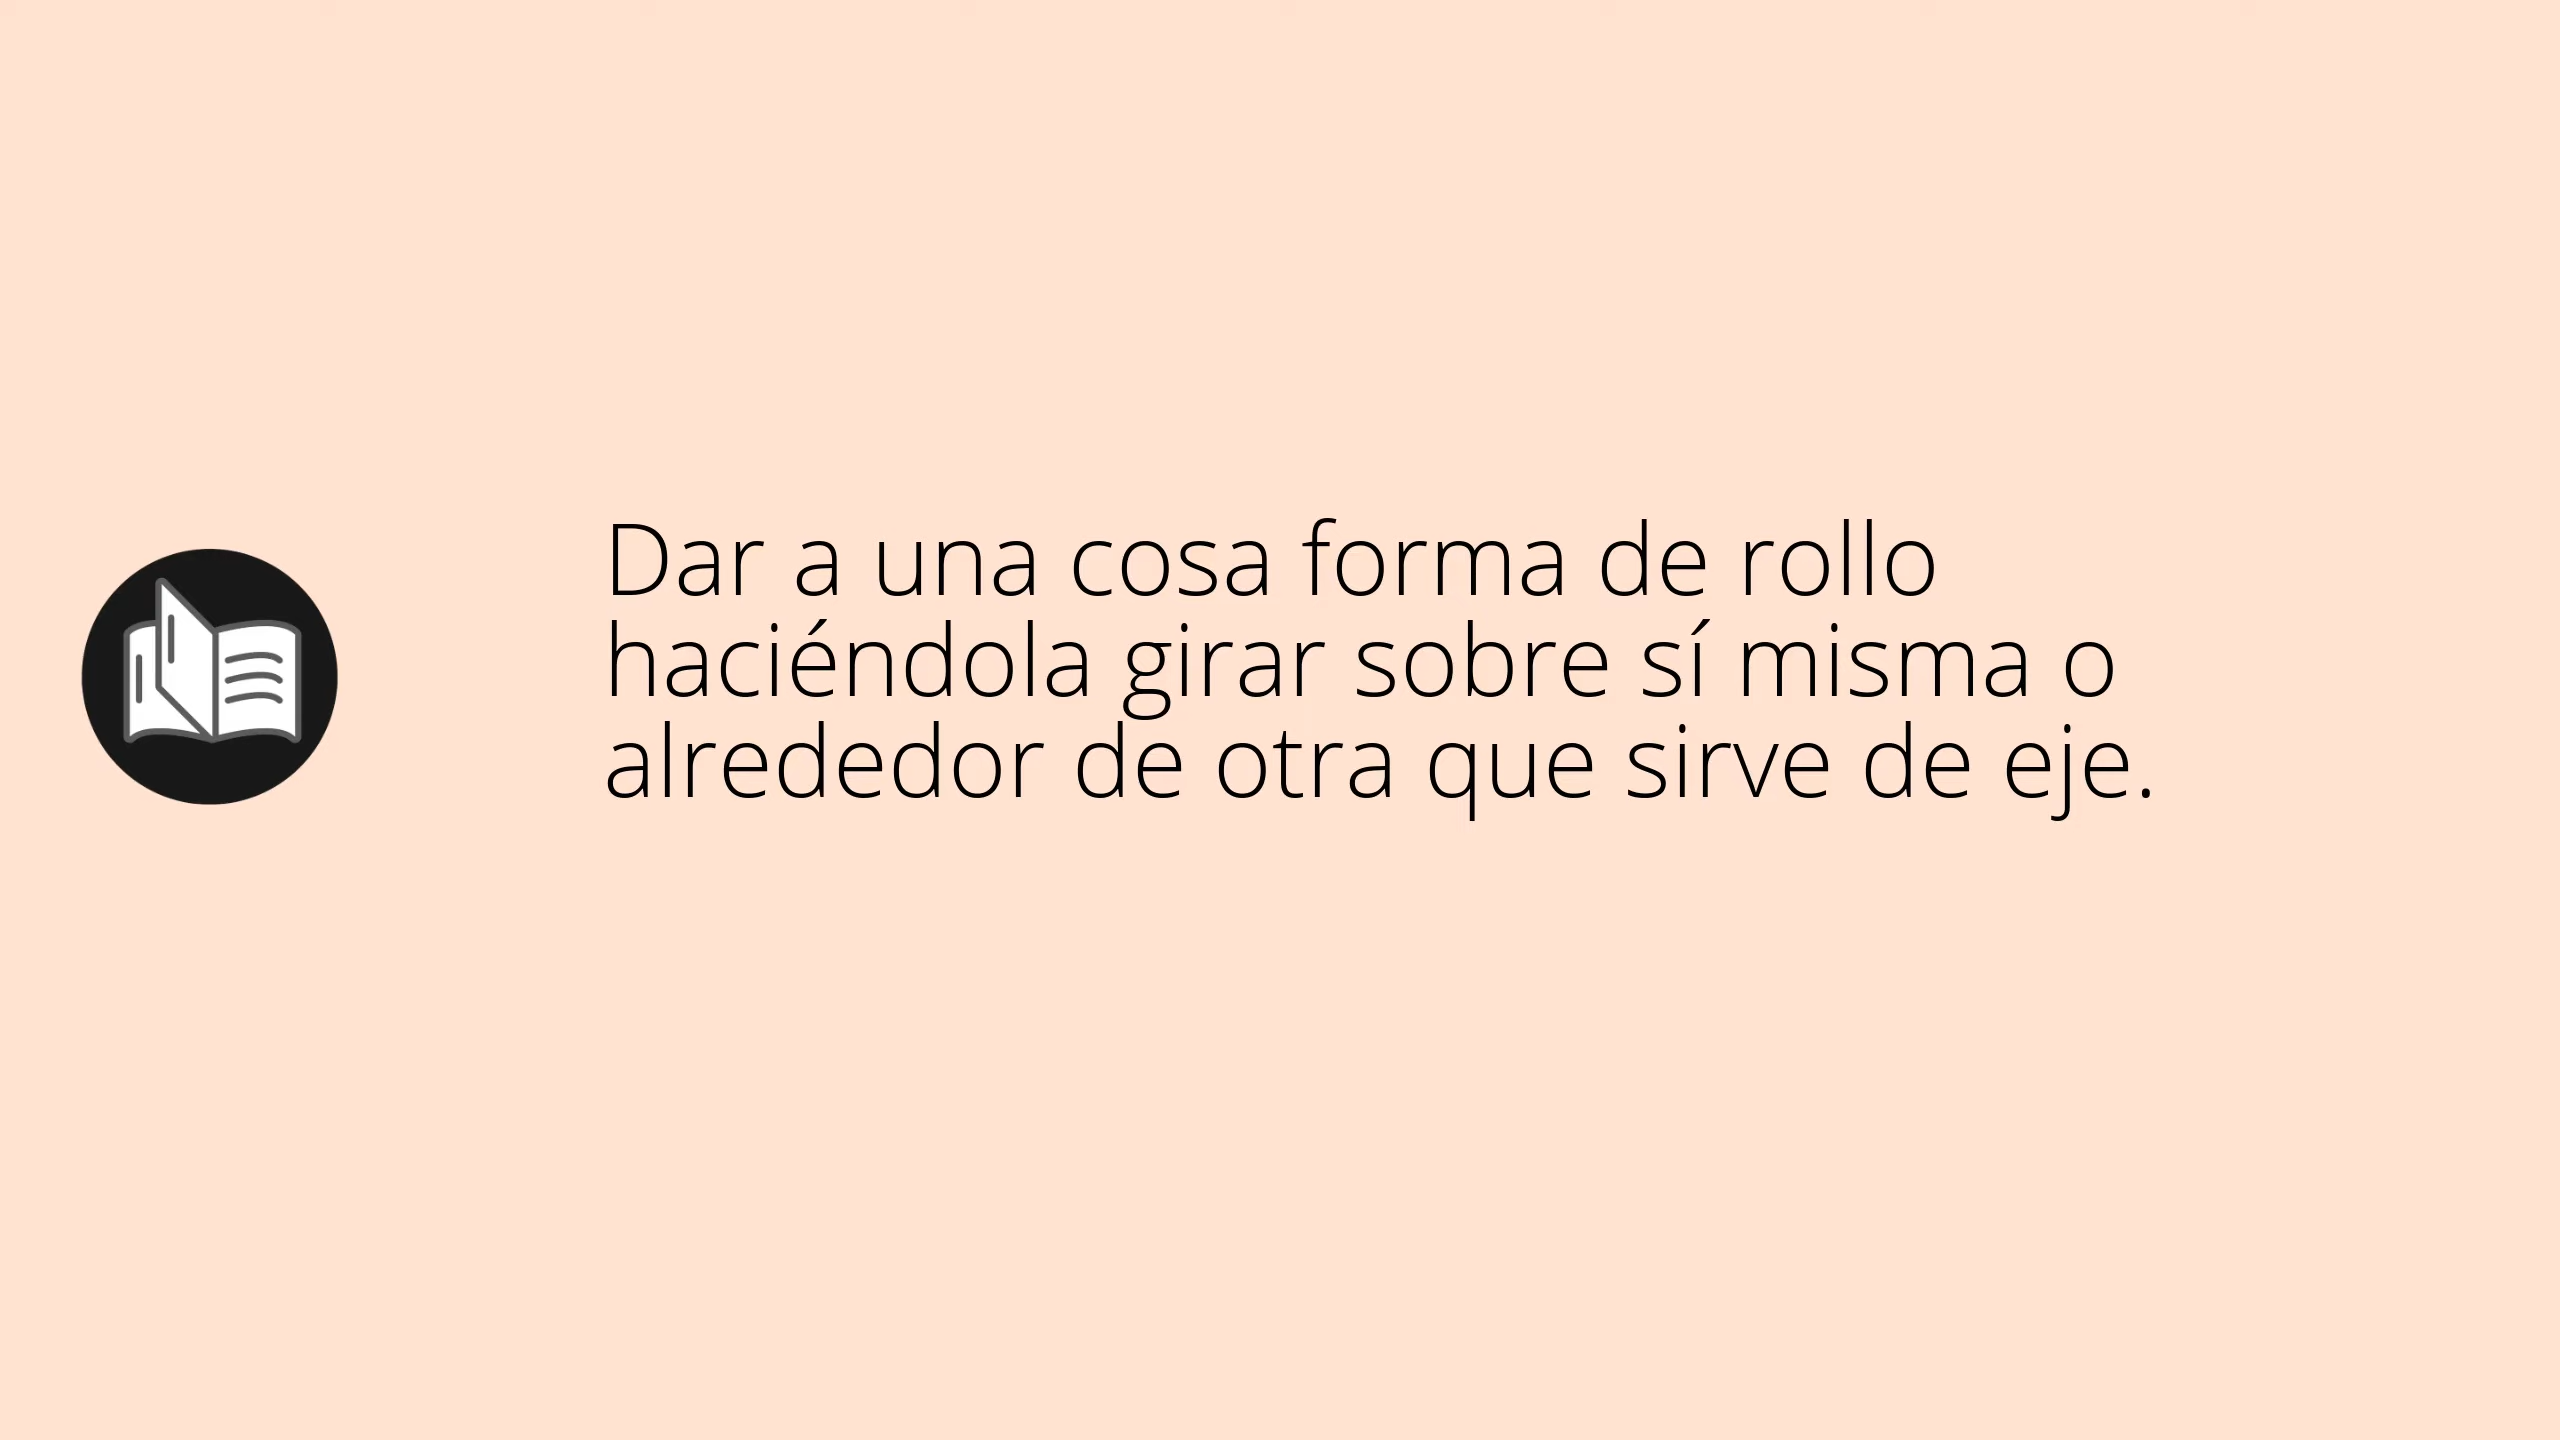 Dar a una cosa forma de rollo
haciéndola girar sobre sí misma o
alrededor de otra que sirve de eje.